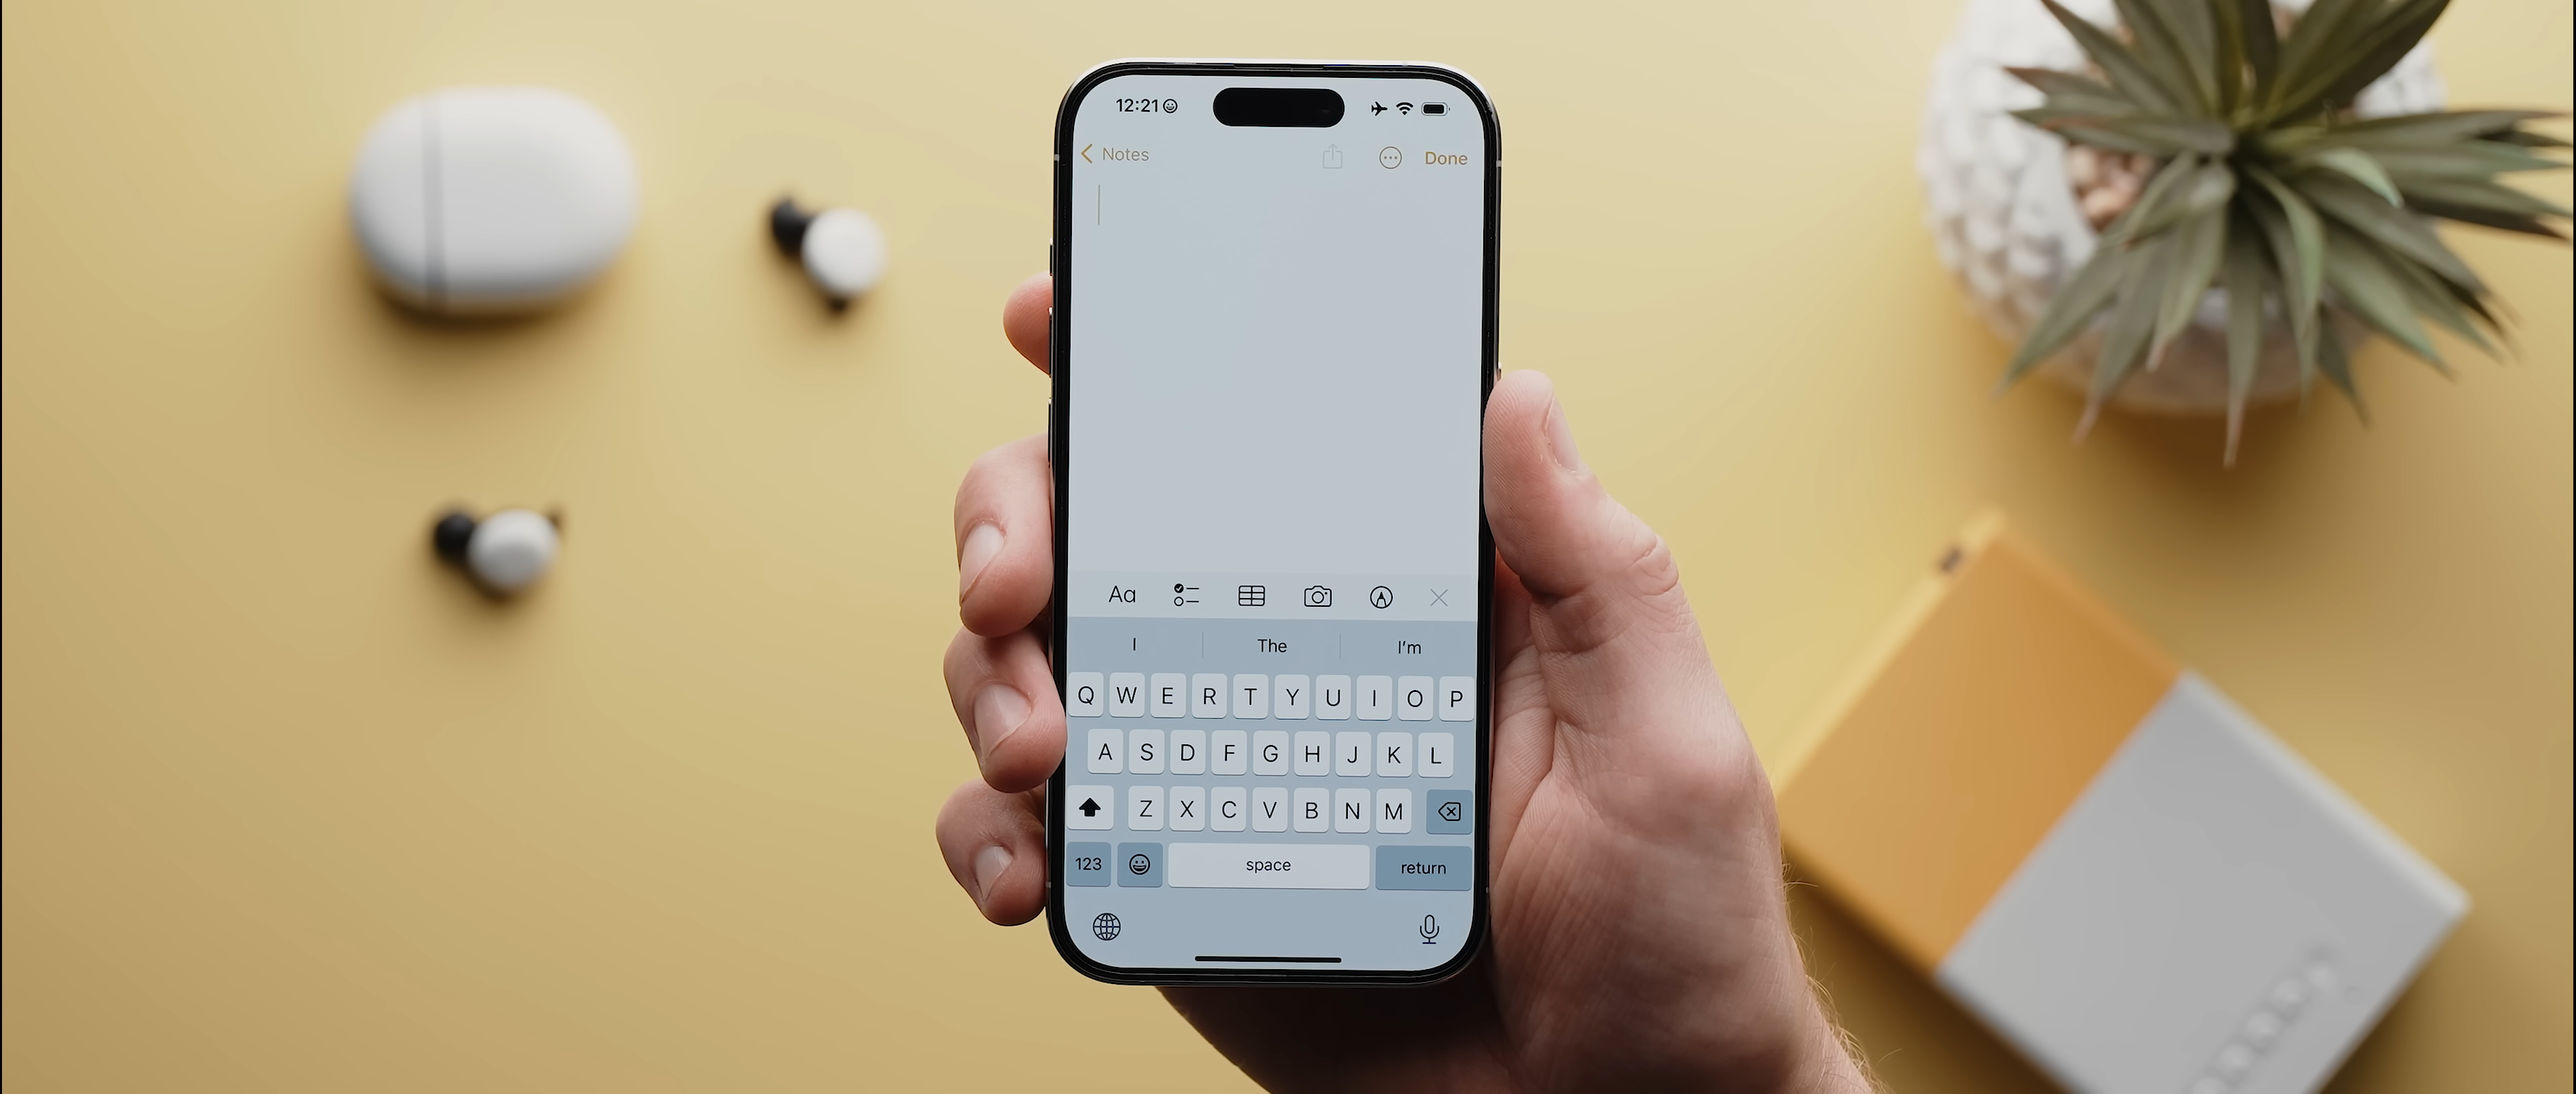 12:21
Notes Done
Aa
I The I'm
Q W E R T Y U I O P
A S D F G H J K L
Z X C V B N M
123 space return